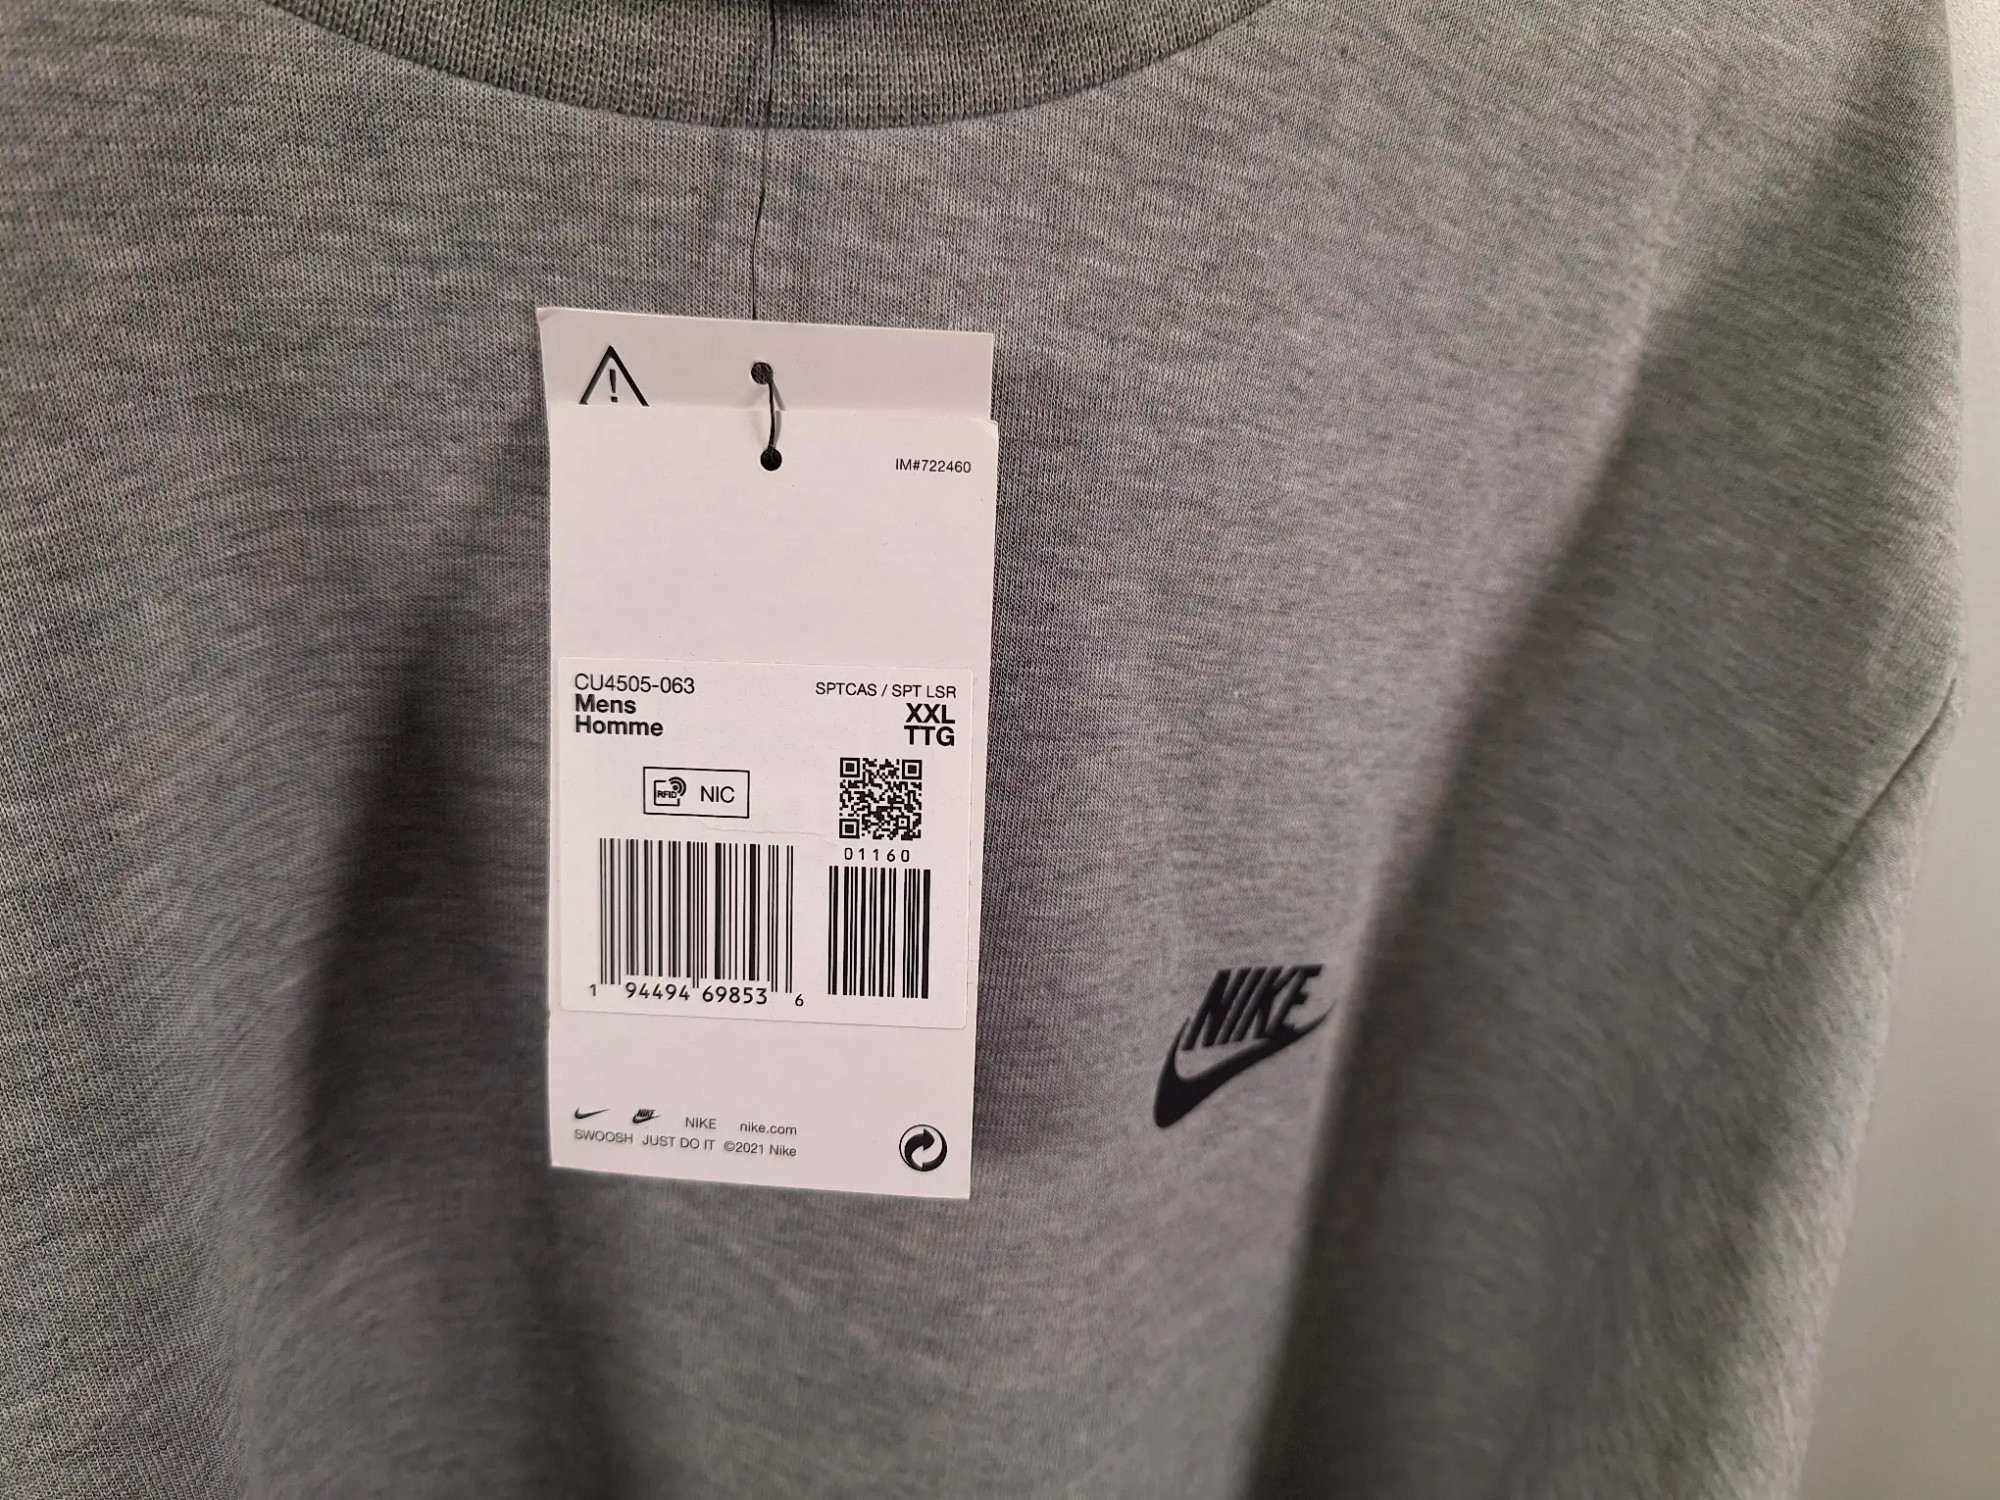 IM#722460
CU4505-063
SPTCAS / SPT LSR
Mens
XXL
Homme
TTG
RFID NIC
01160
1 94494 69853 6
NIKE
NIKE NIKE nike.com
SWOOSH JUST DO IT ©2021 Nike